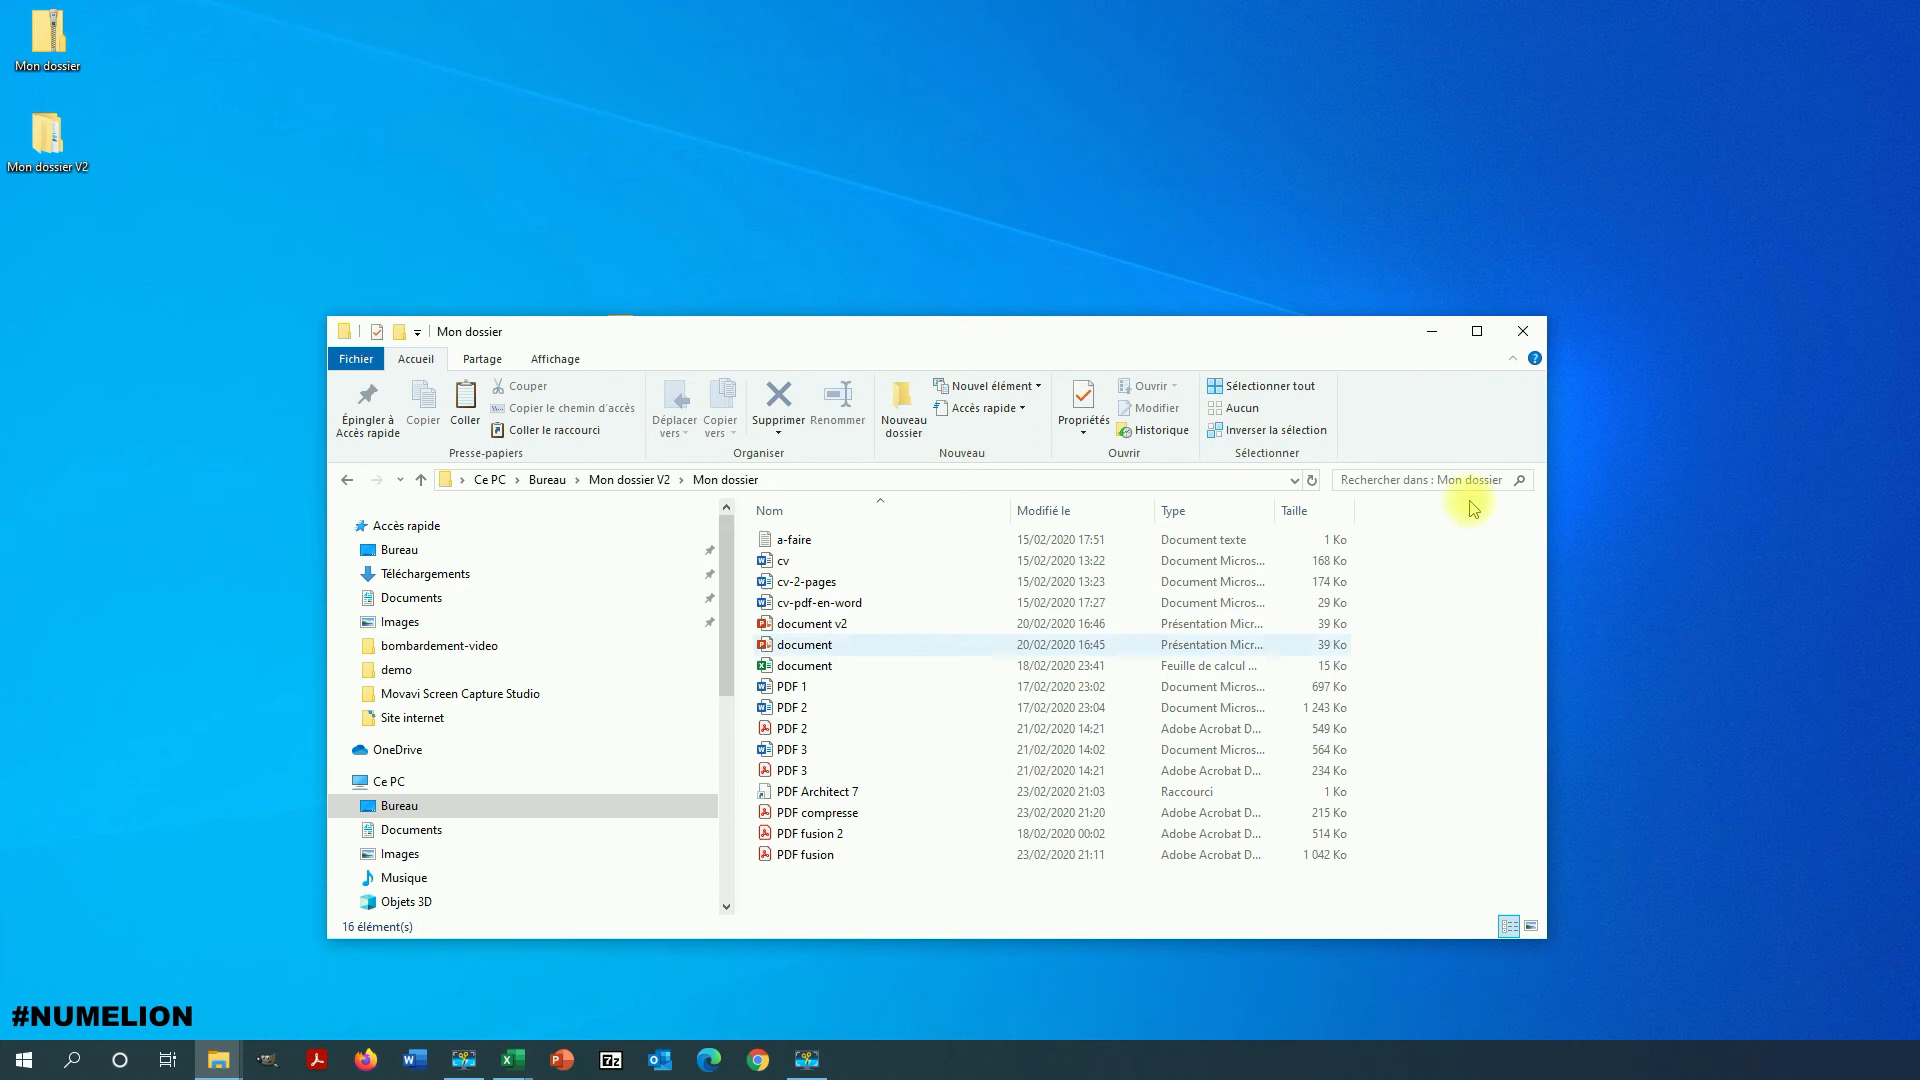 Mon dossier
Mon dossier V2
Mon dossier
Fichier Accueil Partage Affichage
Épingler à Accès rapide
Copier
Coller
Couper
Copier le chemin d'accès
Coller le raccourci
Presse-papiers
Déplacer vers
Copier vers
Supprimer
Renommer
Organiser
Nouveau dossier
Nouvel élément
Accès rapide
Nouveau
Propriétés
Ouvrir
Modifier
Historique
Ouvrir
Sélectionner tout
Aucun
Inverser la sélection
Sélectionner
Ce PC > Bureau > Mon dossier V2 > Mon dossier
Rechercher dans : Mon dossier
Accès rapide
Bureau
Téléchargements
Documents
Images
bombardement-video
demo
Movavi Screen Capture Studio
Site internet
OneDrive
Ce PC
Bureau
Documents
Images
Musique
Objets 3D
Nom Modifié le Type Taille
a-faire 15/02/2020 17:51 Document texte 1 Ko
cv 15/02/2020 13:22 Document Micros... 168 Ko
cv-2-pages 15/02/2020 13:23 Document Micros... 174 Ko
cv-pdf-en-word 15/02/2020 17:27 Document Micros... 29 Ko
document v2 20/02/2020 16:46 Présentation Micr... 39 Ko
document 20/02/2020 16:45 Présentation Micr... 39 Ko
document 18/02/2020 23:41 Feuille de calcul ... 15 Ko
PDF 1 17/02/2020 23:02 Document Micros... 697 Ko
PDF 2 17/02/2020 23:04 Document Micros... 1 243 Ko
PDF 2 21/02/2020 14:21 Adobe Acrobat D... 549 Ko
PDF 3 21/02/2020 14:02 Document Micros... 564 Ko
PDF 3 21/02/2020 14:21 Adobe Acrobat D... 234 Ko
PDF Architect 7 23/02/2020 21:03 Raccourci 1 Ko
PDF compresse 23/02/2020 21:20 Adobe Acrobat D... 215 Ko
PDF fusion 2 18/02/2020 00:02 Adobe Acrobat D... 514 Ko
PDF fusion 23/02/2020 21:11 Adobe Acrobat D... 1 042 Ko
16 élément(s)
#NUMELION
7z